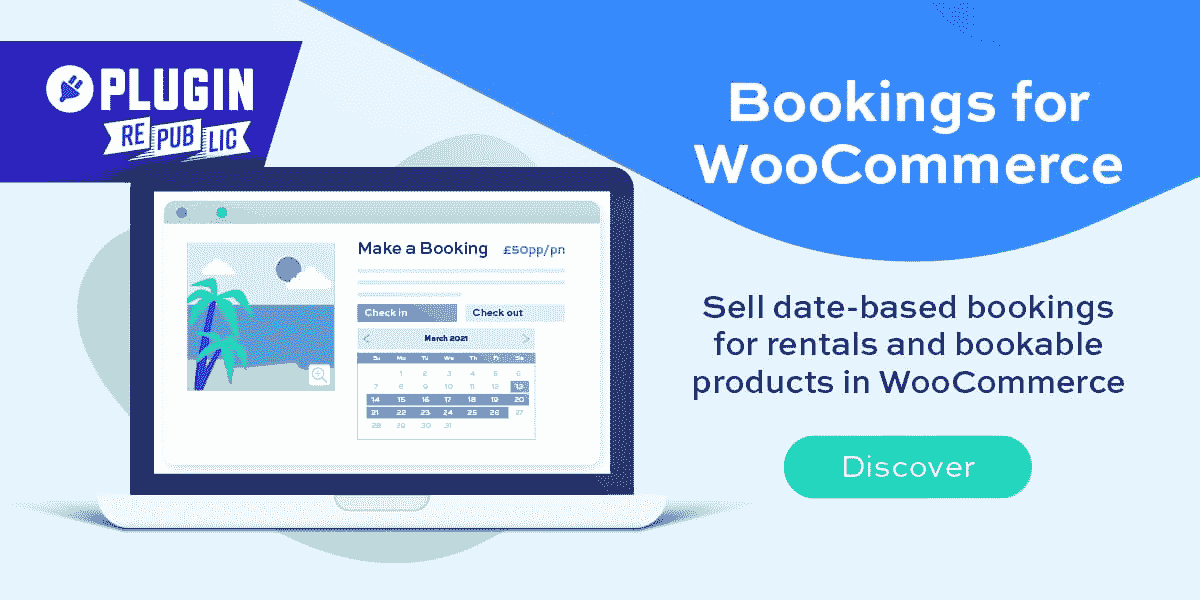 PLUGIN
REPUBLIC
Bookings for
WooCommerce
Make a Booking £50pp/pn
Check in Check out
< March 2021 >
Su Mo Tu We Th Fr Sa
1 2 3 4 5 6
7 8 9 10 11 12 13
14 15 16 17 18 19 20
21 22 23 24 25 26 27
28 29 30 31
Sell date-based bookings
for rentals and bookable
products in WooCommerce
Discover